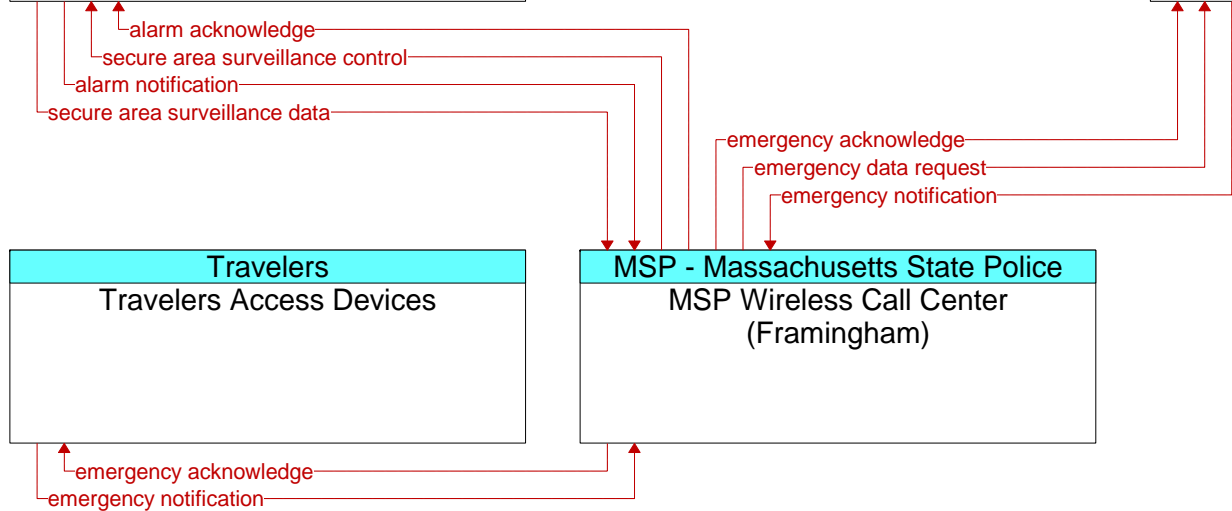 alarm acknowledge
secure area surveillance control
alarm notification
secure area surveillance data
emergency acknowledge
emergency data request
emergency notification
Travelers
Travelers Access Devices
MSP - Massachusetts State Police
MSP Wireless Call Center
(Framingham)
emergency acknowledge
emergency notification